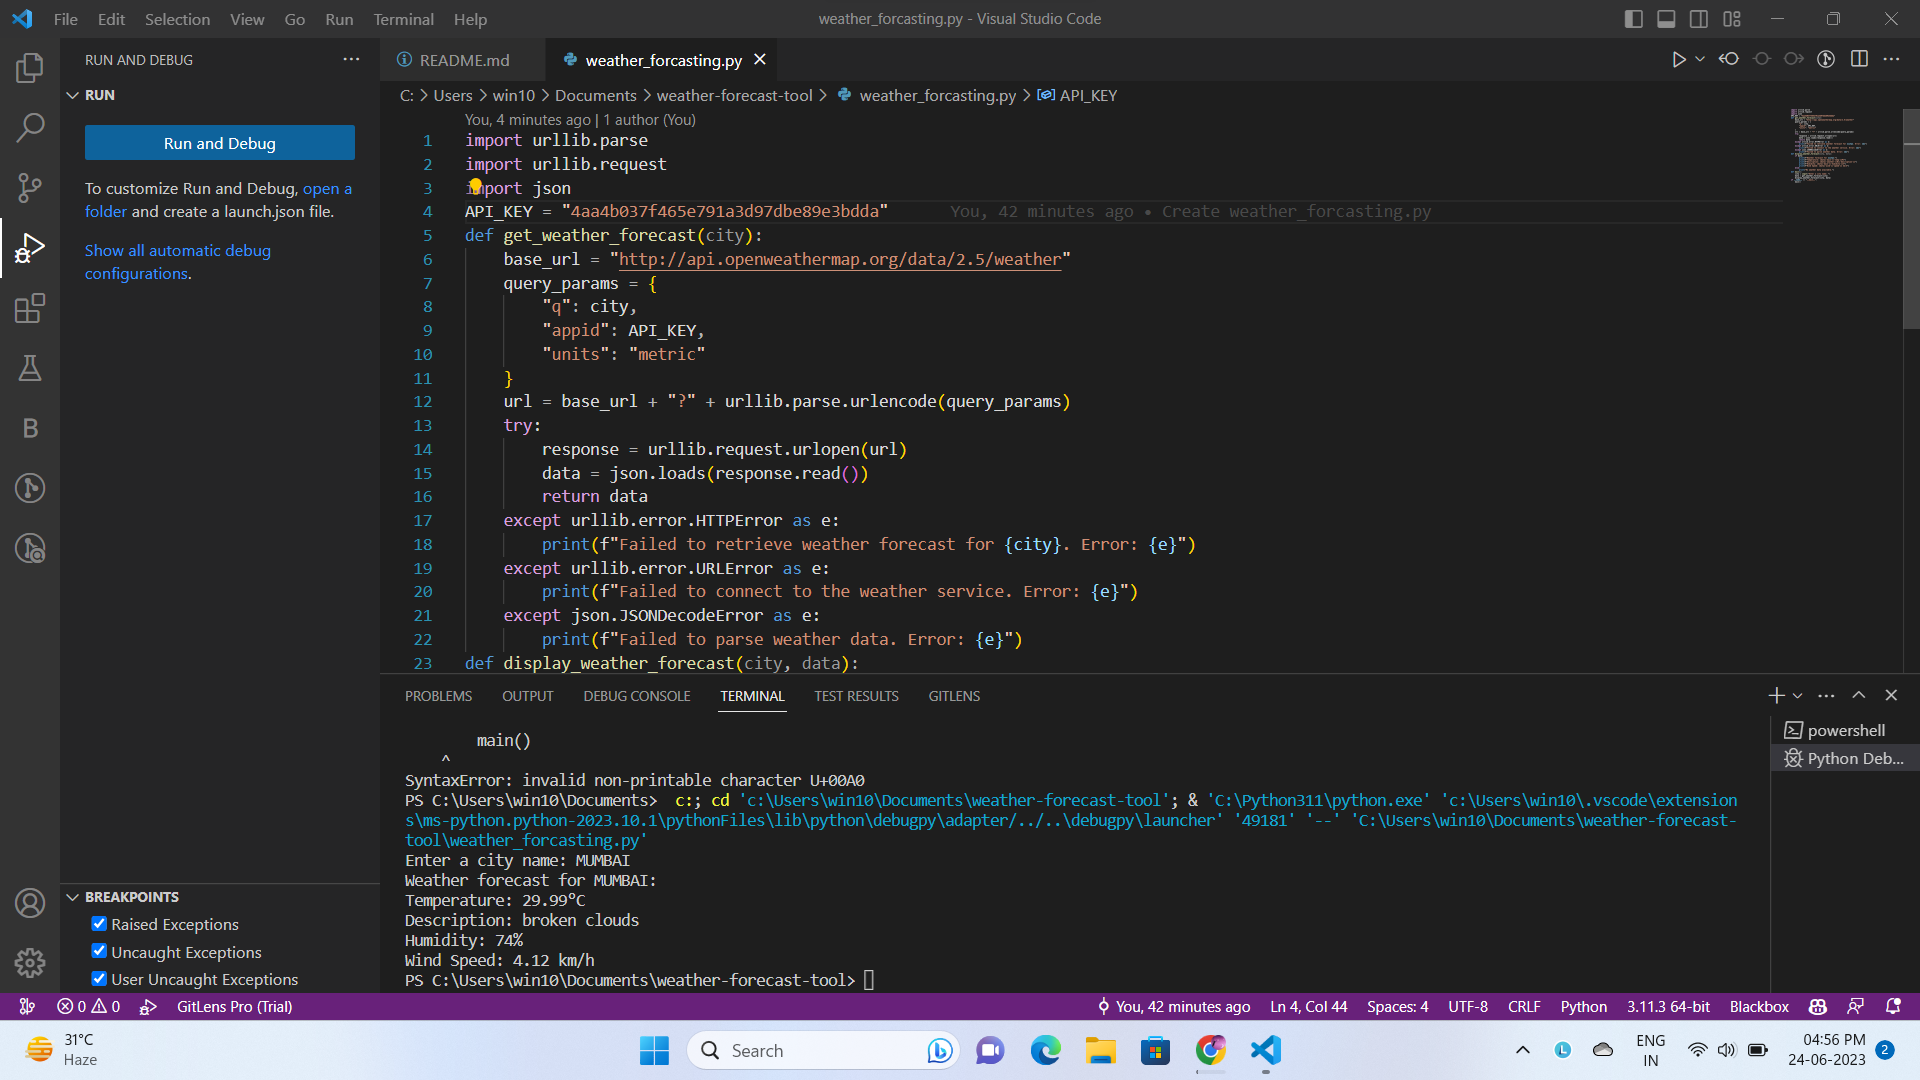 File Edit Selection View Go Run Terminal Help
weather_forcasting.py - Visual Studio Code
RUN AND DEBUG
RUN
Run and Debug
To customize Run and Debug, open a
folder and create a launch.json file.
Show all automatic debug
configurations.
BREAKPOINTS
Raised Exceptions
Uncaught Exceptions
User Uncaught Exceptions
README.md
weather_forcasting.py
C: > Users > win10 > Documents > weather-forecast-tool > weather_forcasting.py > API_KEY
You, 4 minutes ago | 1 author (You)
1 import urllib.parse
2 import urllib.request
3 import json
4 API_KEY = "4aa4b037f465e791a3d97dbe89e3bdda" You, 42 minutes ago • Create weather_forcasting.py
5 def get_weather_forecast(city):
6 base_url = "http://api.openweathermap.org/data/2.5/weather"
7 query_params = {
8 "q": city,
9 "appid": API_KEY,
10 "units": "metric"
11 }
12 url = base_url + "?" + urllib.parse.urlencode(query_params)
13 try:
14 response = urllib.request.urlopen(url)
15 data = json.loads(response.read())
16 return data
17 except urllib.error.HTTPError as e:
18 print(f"Failed to retrieve weather forecast for {city}. Error: {e}")
19 except urllib.error.URLError as e:
20 print(f"Failed to connect to the weather service. Error: {e}")
21 except json.JSONDecodeError as e:
22 print(f"Failed to parse weather data. Error: {e}")
23 def display_weather_forecast(city, data):
PROBLEMS OUTPUT DEBUG CONSOLE TERMINAL TEST RESULTS GITLENS
powershell
Python Deb...
main()
^
SyntaxError: invalid non-printable character U+00A0
PS C:\Users\win10\Documents> c:; cd 'c:\Users\win10\Documents\weather-forecast-tool'; & 'C:\Python311\python.exe' 'c:\Users\win10\.vscode\extension
s\ms-python.python-2023.10.1\pythonFiles\lib\python\debugpy\adapter/../..\debugpy\launcher' '49181' '--' 'C:\Users\win10\Documents\weather-forecast-
tool\weather_forcasting.py'
Enter a city name: MUMBAI
Weather forecast for MUMBAI:
Temperature: 29.99°C
Description: broken clouds
Humidity: 74%
Wind Speed: 4.12 km/h
PS C:\Users\win10\Documents\weather-forecast-tool>
0 0 GitLens Pro (Trial) You, 42 minutes ago Ln 4, Col 44 Spaces: 4 UTF-8 CRLF Python 3.11.3 64-bit Blackbox
31°C
Haze
Search
ENG
IN
04:56 PM
24-06-2023
2